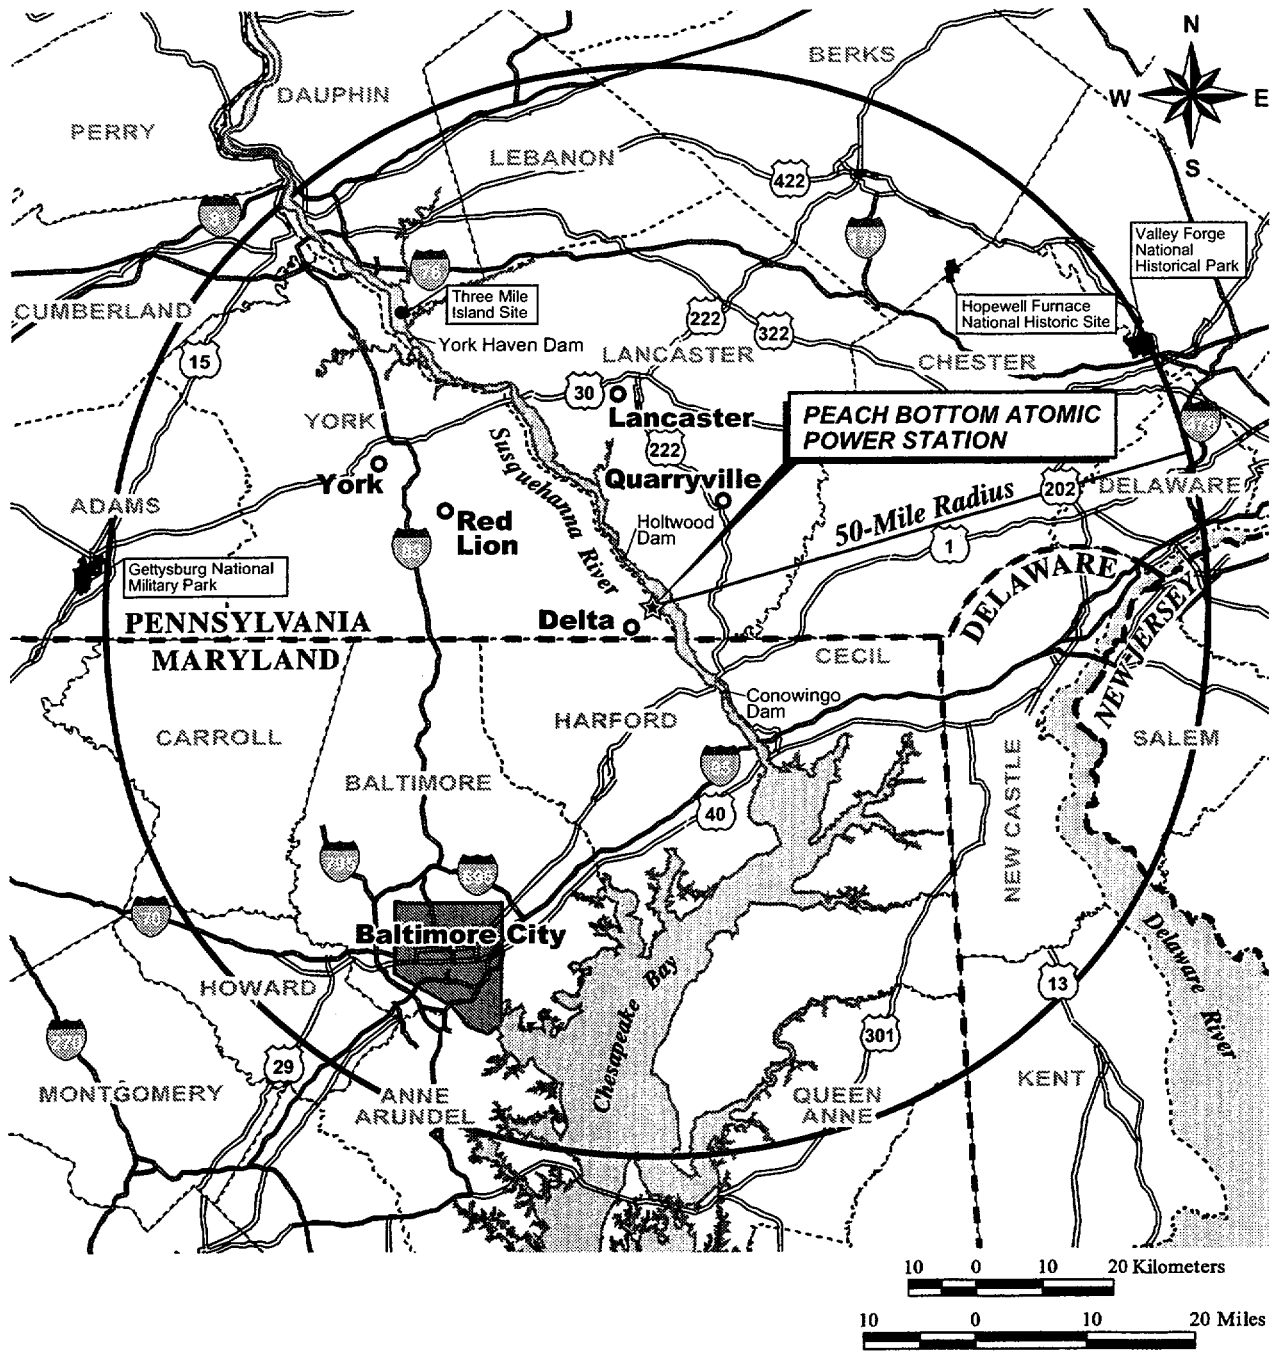 N
BERKS
DAUPHIN
W
E
PERRY
LEBANON
S
422
81
Valley Forge
National
Historical Park
76
CUMBERLAND
Three Mile
Island Site
Hopewell Furnace
National Historic Site
222
322
York Haven Dam
LANCASTER
CHESTER
15
30
Lancaster
PEACH BOTTOM ATOMIC
POWER STATION
YORK
222
Susquehanna River
York
Quarryville
202
DELAWARE
ADAMS
50-Mile Radius
Red
Lion
Holtwood
Dam
83
1
Gettysburg National
Military Park
DELAWARE
NEW JERSEY
Delta
PENNSYLVANIA
MARYLAND
CECIL
Conowingo
Dam
HARFORD
CARROLL
SALEM
95
BALTIMORE
40
NEW CASTLE
695
70
Baltimore City
Delaware River
Chesapeake Bay
HOWARD
13
301
270
29
KENT
MONTGOMERY
ANNE
ARUNDEL
QUEEN
ANNE
10 0 10 20 Kilometers
10 0 10 20 Miles